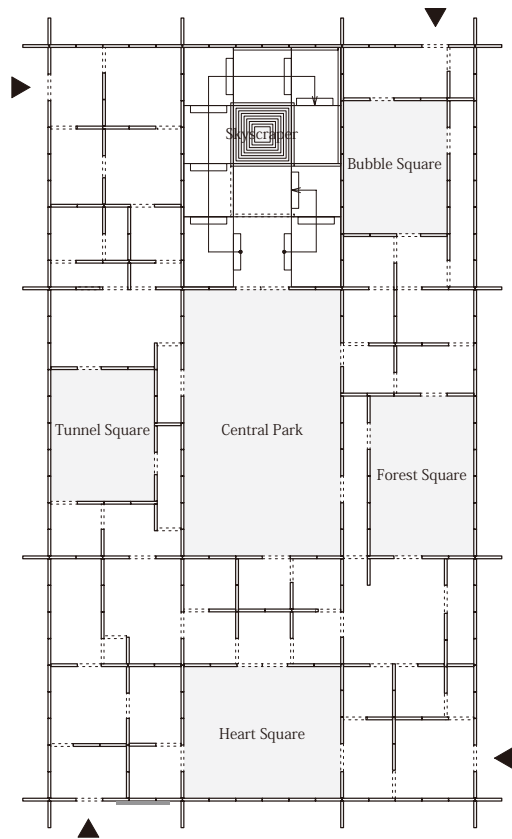 Skyscraper
Bubble Square
Tunnel Square
Central Park
Forest Square
Heart Square